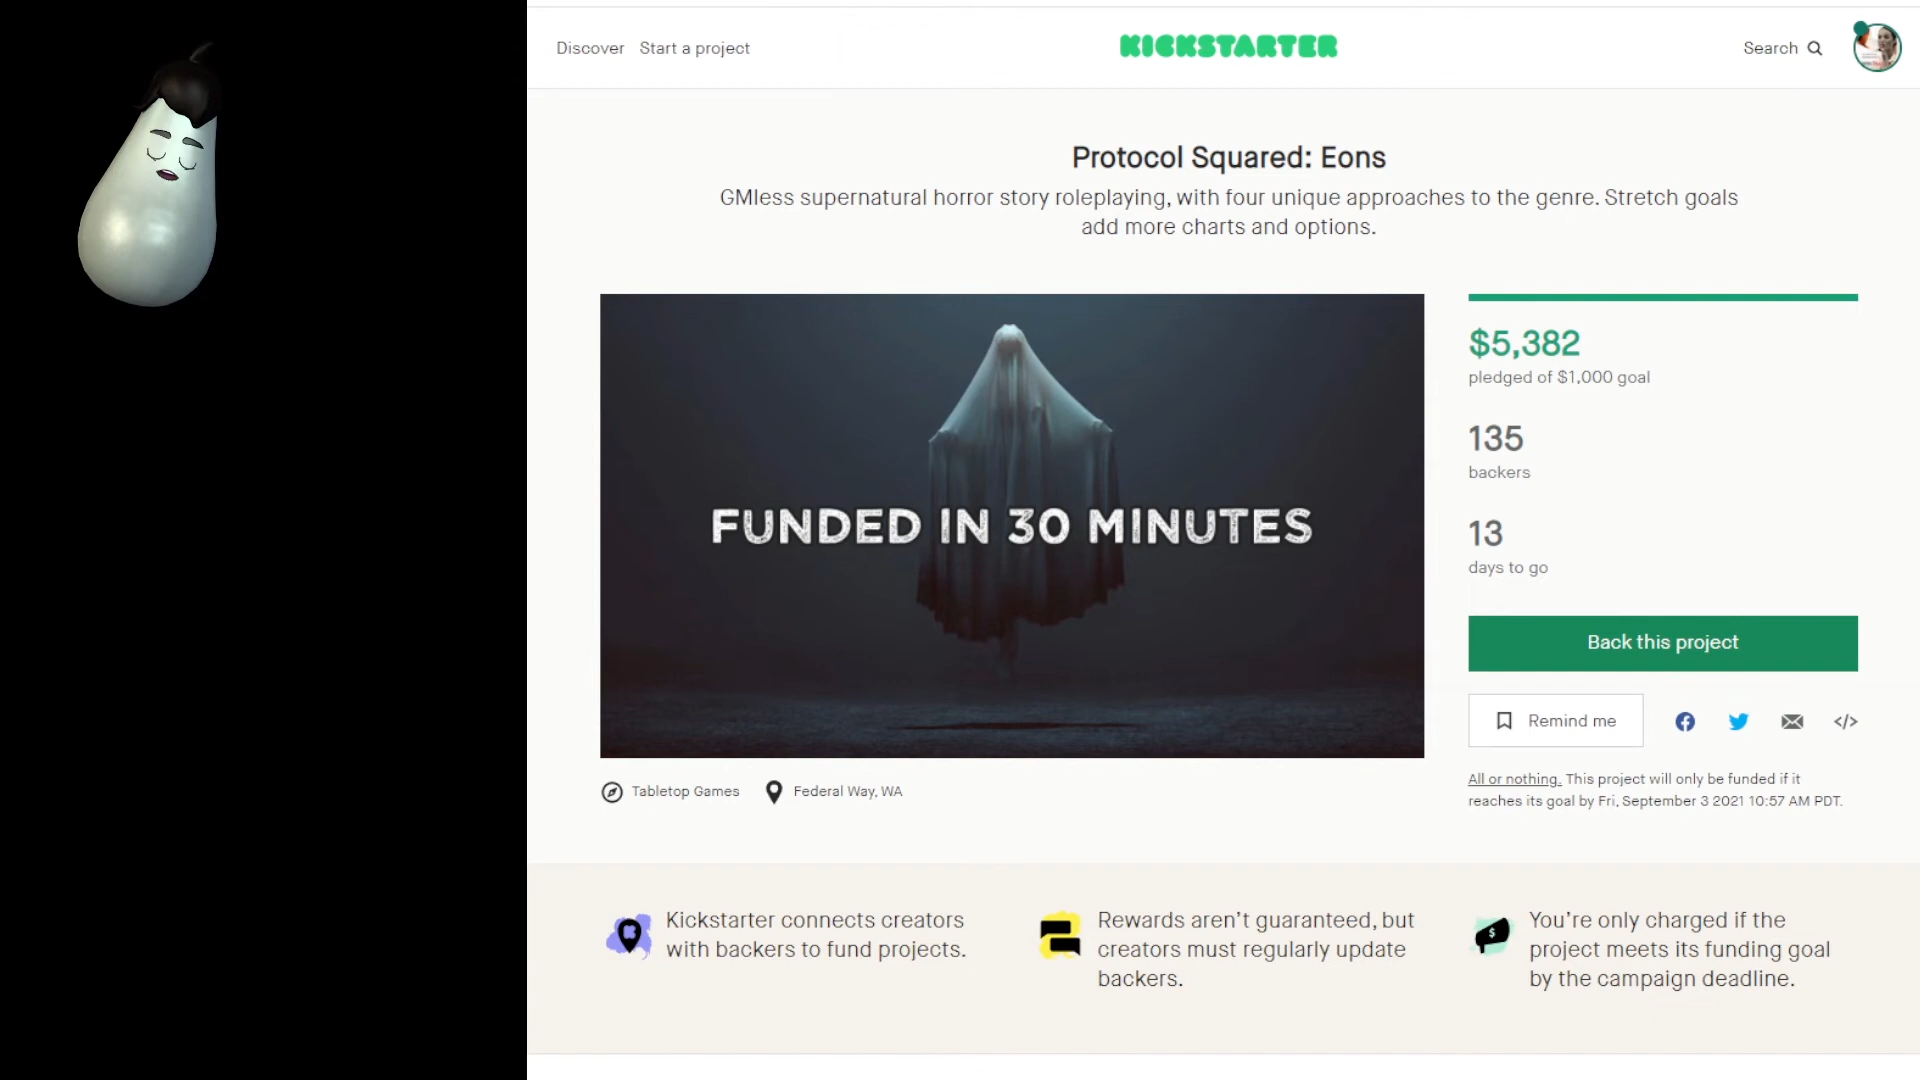 Discover Start a project
KICKSTARTER
Search
Protocol Squared: Eons
GMless supernatural horror story roleplaying, with four unique approaches to the genre. Stretch goals
add more charts and options.
FUNDED IN 30 MINUTES
$5,382
pledged of $1,000 goal
135
backers
13
days to go
Back this project
Remind me
All or nothing. This project will only be funded if it
reaches its goal by Fri, September 3 2021 10:57 AM PDT.
Tabletop Games Federal Way, WA
Kickstarter connects creators
with backers to fund projects.
Rewards aren't guaranteed, but
creators must regularly update
backers.
You're only charged if the
project meets its funding goal
by the campaign deadline.